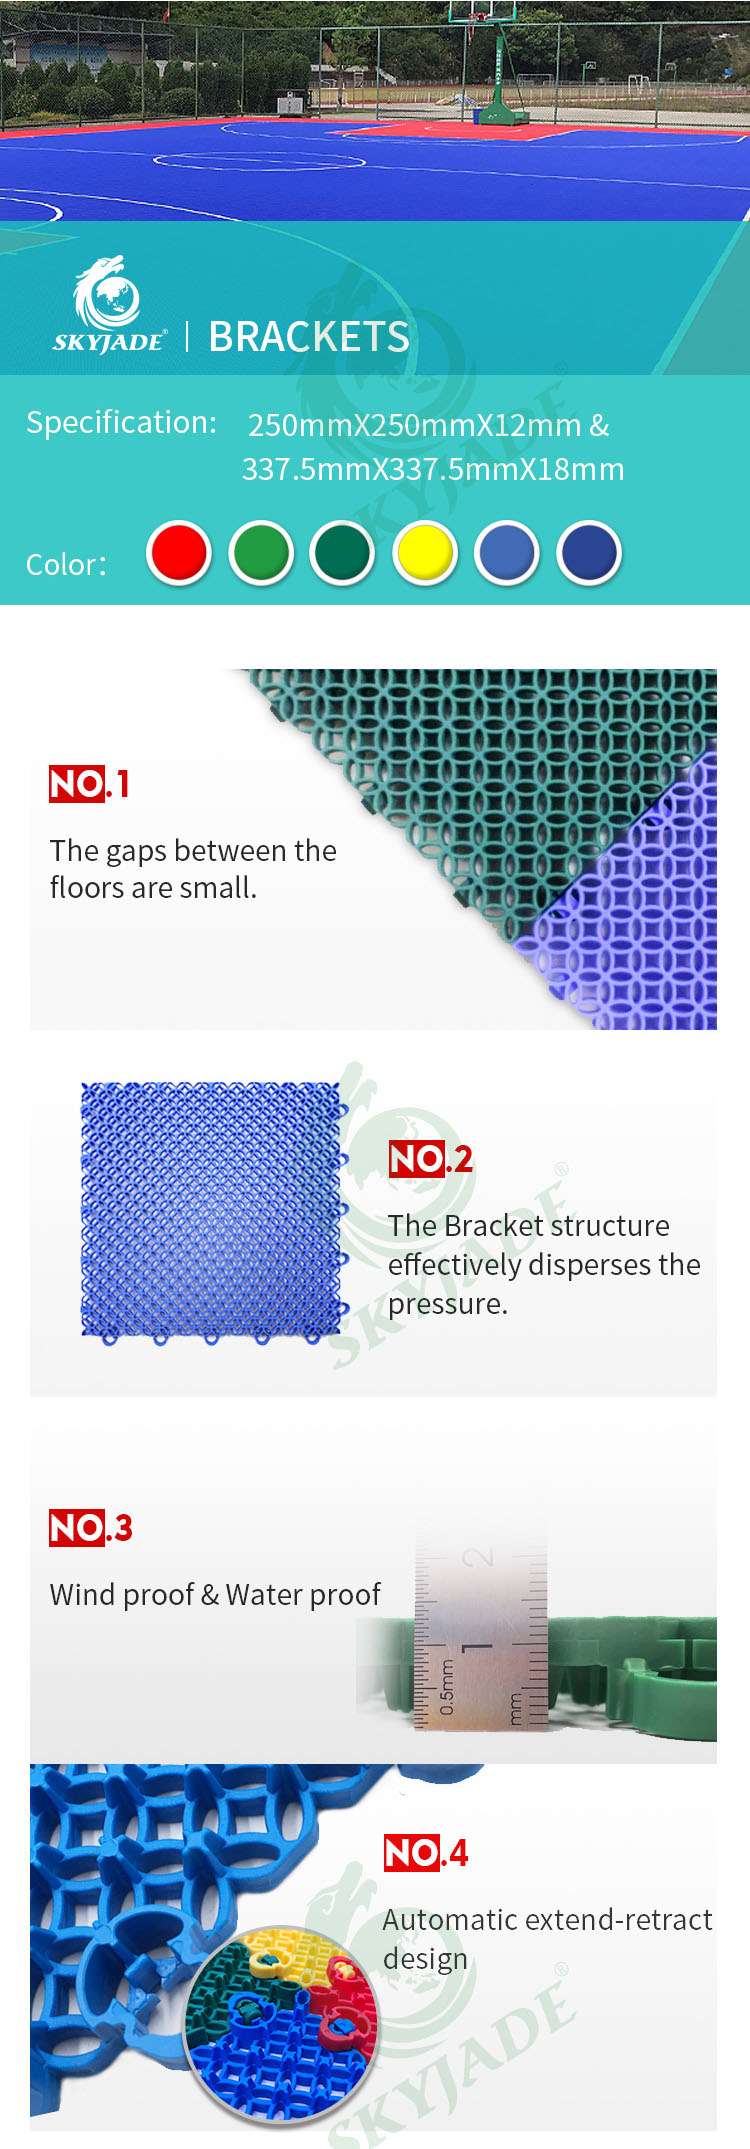 SKYJADE® | BRACKETS
Specification: 250mmX250mmX12mm &
337.5mmX337.5mmX18mm
Color:
SKYJADE®
NO.1
The gaps between the
floors are small.
NO.2
The Bracket structure
effectively disperses the
pressure.
SKYJADE®
NO.3
Wind proof & Water proof
2
1
0.5mm
mm
NO.4
Automatic extend-retract
design
SKYJADE®